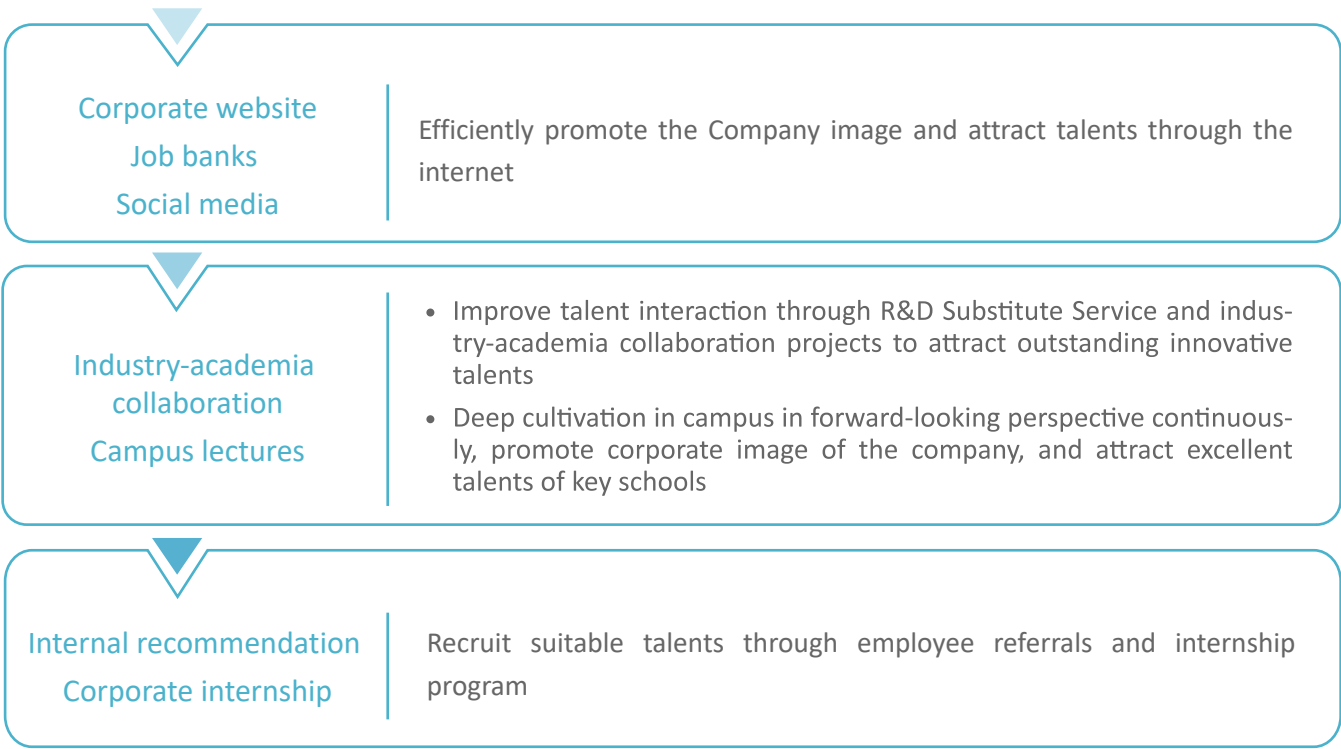 Corporate website
Job banks
Social media
Efficiently promote the Company image and attract talents through the
internet
Industry-academia
collaboration
Campus lectures
• Improve talent interaction through R&D Substitute Service and indus-
try-academia collaboration projects to attract outstanding innovative
talents
• Deep cultivation in campus in forward-looking perspective continuous-
ly, promote corporate image of the company, and attract excellent
talents of key schools
Internal recommendation
Corporate internship
Recruit suitable talents through employee referrals and internship
program